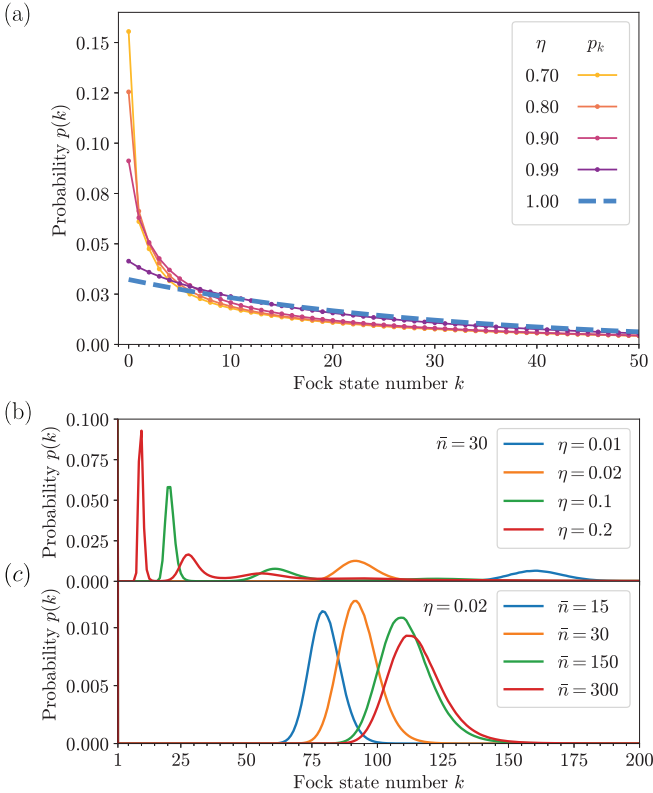 (a)
0.15
0.12
0.10
0.08
0.05
0.03
0.00
Probability p(k)
η p_k
0.70
0.80
0.90
0.99
1.00
0 10 20 30 40 50
Fock state number k
(b)
0.100
0.075
0.050
0.025
0.000
Probability p(k)
n̄ = 30
η = 0.01
η = 0.02
η = 0.1
η = 0.2
(c)
0.010
0.005
0.000
Probability p(k)
η = 0.02
n̄ = 15
n̄ = 30
n̄ = 150
n̄ = 300
1 25 50 75 100 125 150 175 200
Fock state number k